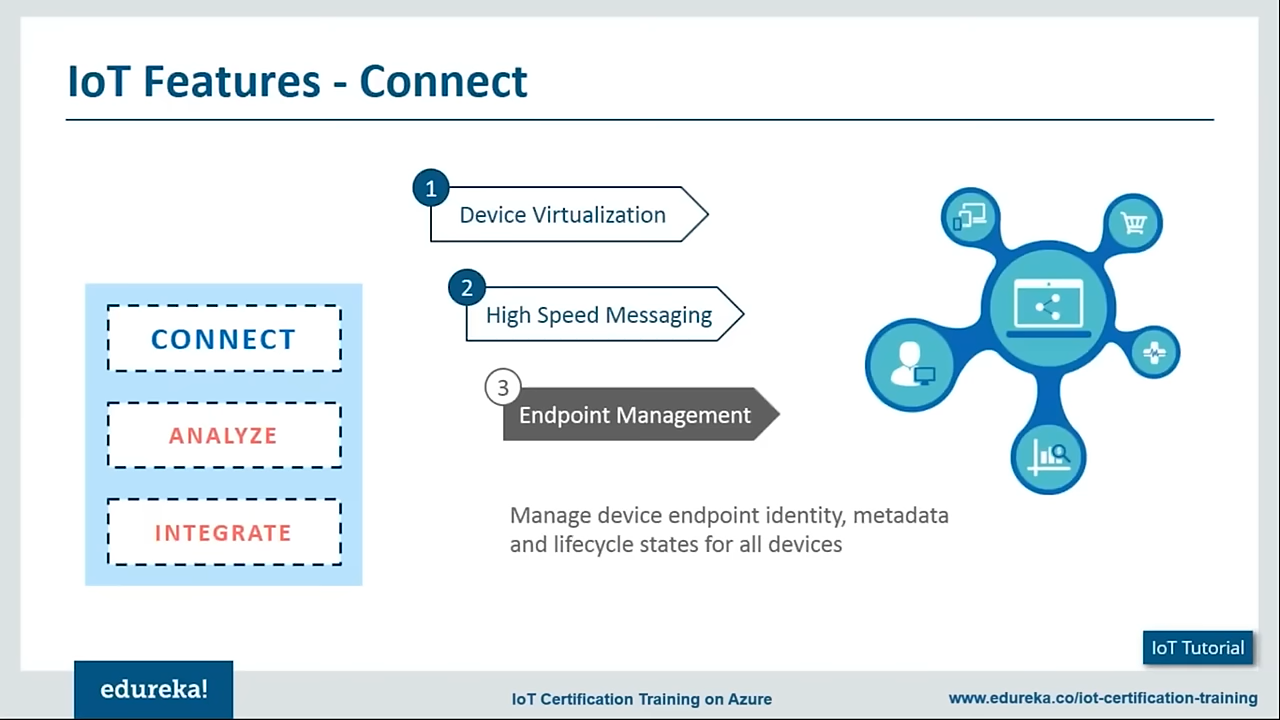 IoT Features - Connect
1
Device Virtualization
2
High Speed Messaging
3
Endpoint Management
CONNECT
ANALYZE
INTEGRATE
Manage device endpoint identity, metadata
and lifecycle states for all devices
IoT Tutorial
edureka!
IoT Certification Training on Azure
www.edureka.co/iot-certification-training